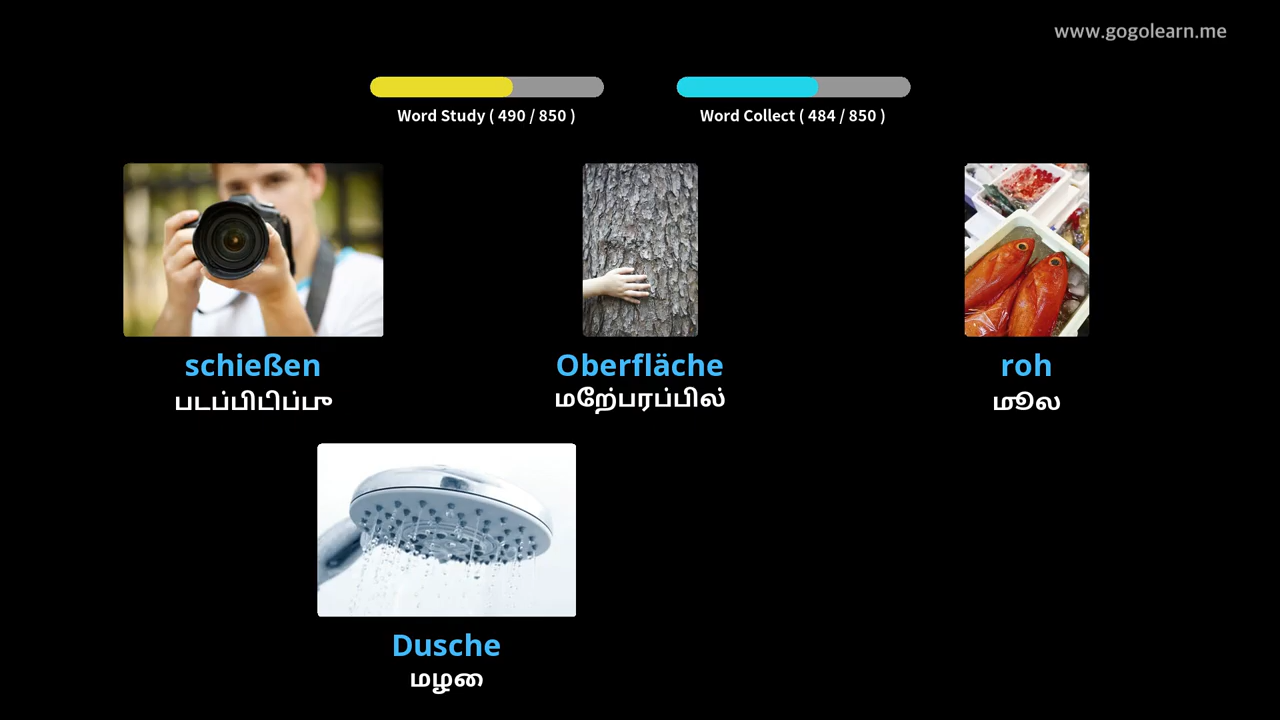 www.gogolearn.me
Word Study ( 490 / 850 )
Word Collect ( 484 / 850 )
schießen
படப்பிடிப்பு
Oberfläche
மேற்பரப்பில்
roh
மூல
Dusche
மழை